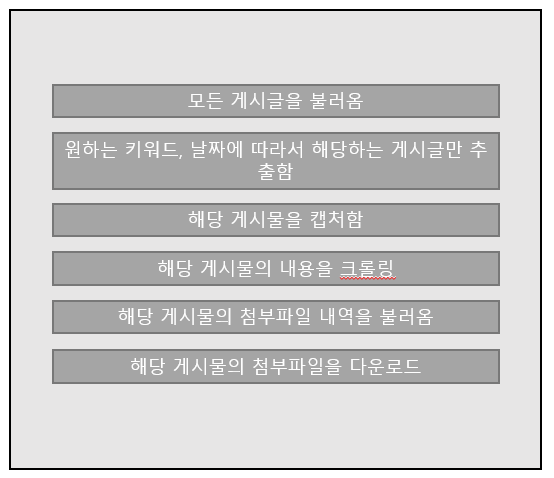 모든 게시글을 불러옴
원하는 키워드, 날짜에 따라서 해당하는 게시글만 추
출함
해당 게시물을 캡처함
해당 게시물의 내용을 크롤링
해당 게시물의 첨부파일 내역을 불러옴
해당 게시물의 첨부파일을 다운로드